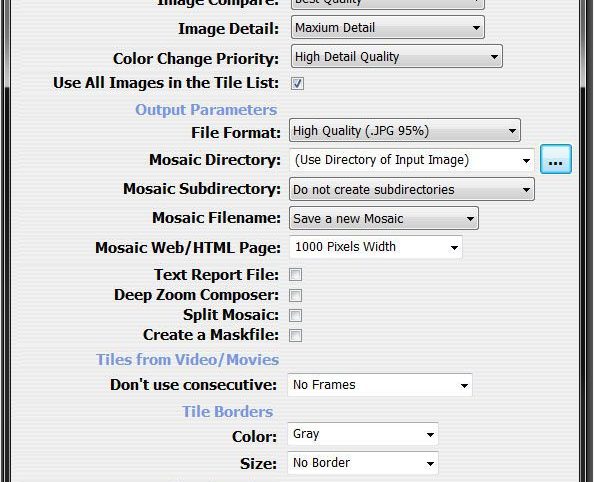 Image Compare: Best Quality
Image Detail: Maxium Detail
Color Change Priority: High Detail Quality
Use All Images in the Tile List:
Output Parameters
File Format: High Quality (.JPG 95%)
Mosaic Directory: (Use Directory of Input Image) ...
Mosaic Subdirectory: Do not create subdirectories
Mosaic Filename: Save a new Mosaic
Mosaic Web/HTML Page: 1000 Pixels Width
Text Report File:
Deep Zoom Composer:
Split Mosaic:
Create a Maskfile:
Tiles from Video/Movies
Don't use consecutive: No Frames
Tile Borders
Color: Gray
Size: No Border